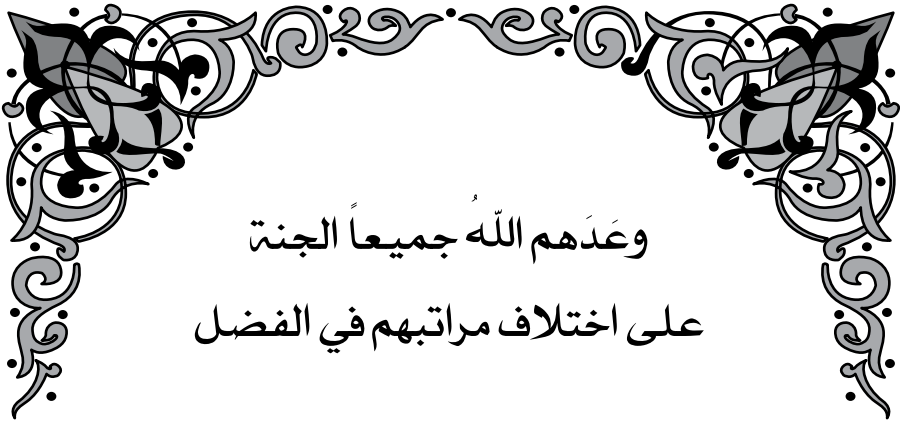 وعَدَهم اللّهُ جميعاً الجنة
على اختلاف مراتبهم في الفضل